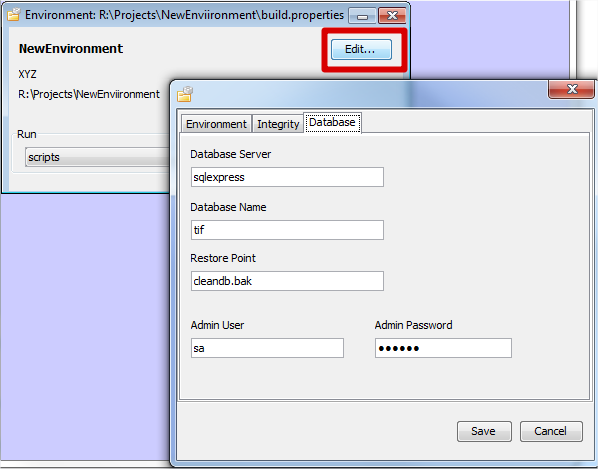 Environment: R:\Projects\NewEnviironment\build.properties
NewEnvironment
Edit...
XYZ
R:\Projects\NewEnviironment
Run
scripts
Environment Integrity Database
Database Server
sqlexpress
Database Name
tif
Restore Point
cleandb.bak
Admin User Admin Password
sa ••••••
Save Cancel